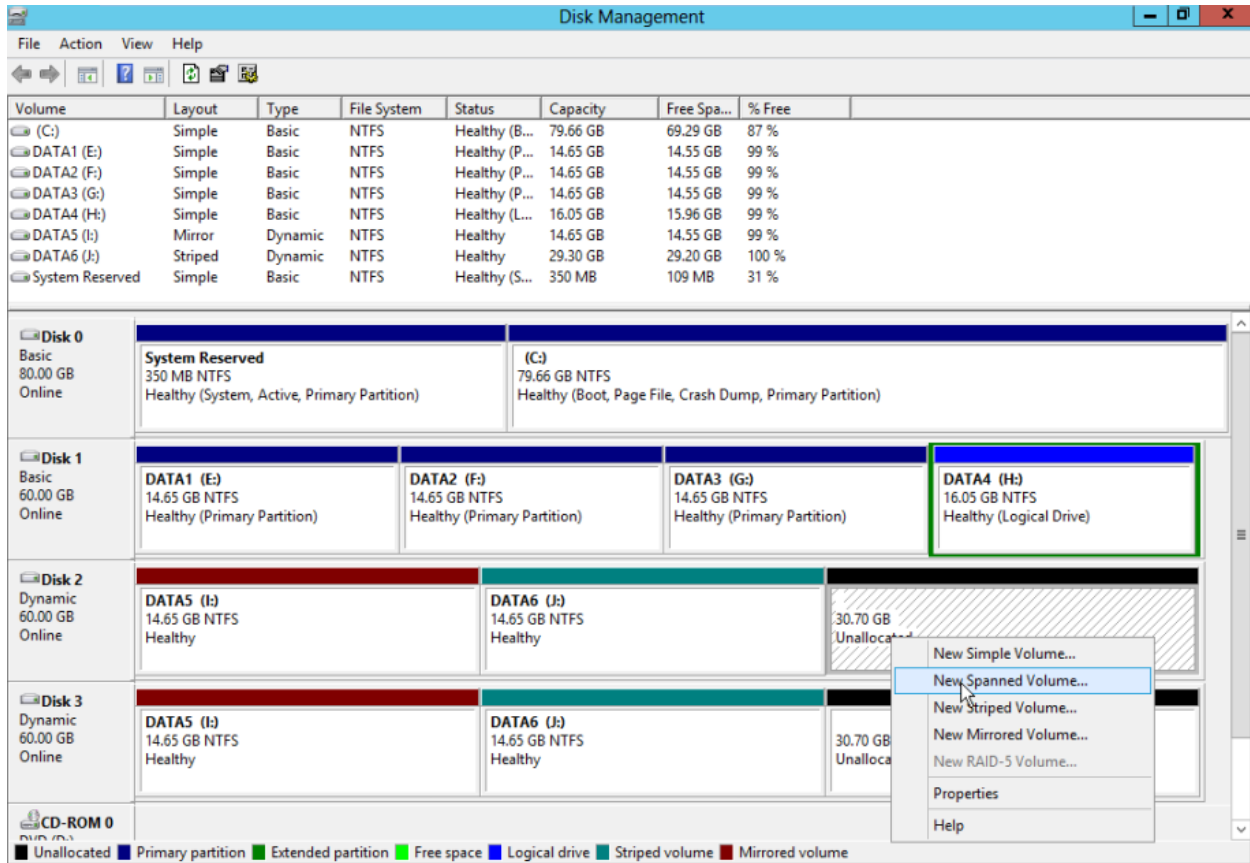 Disk Management
File Action View Help
Volume Layout Type File System Status Capacity Free Spa... % Free
(C:) Simple Basic NTFS Healthy (B... 79.66 GB 69.29 GB 87 %
DATA1 (E:) Simple Basic NTFS Healthy (P... 14.65 GB 14.55 GB 99 %
DATA2 (F:) Simple Basic NTFS Healthy (P... 14.65 GB 14.55 GB 99 %
DATA3 (G:) Simple Basic NTFS Healthy (P... 14.65 GB 14.55 GB 99 %
DATA4 (H:) Simple Basic NTFS Healthy (L... 16.05 GB 15.96 GB 99 %
DATA5 (I:) Mirror Dynamic NTFS Healthy 14.65 GB 14.55 GB 99 %
DATA6 (J:) Striped Dynamic NTFS Healthy 29.30 GB 29.20 GB 100 %
System Reserved Simple Basic NTFS Healthy (S... 350 MB 109 MB 31 %
Disk 0
Basic
80.00 GB
Online
System Reserved
350 MB NTFS
Healthy (System, Active, Primary Partition)
(C:)
79.66 GB NTFS
Healthy (Boot, Page File, Crash Dump, Primary Partition)
Disk 1
Basic
60.00 GB
Online
DATA1 (E:)
14.65 GB NTFS
Healthy (Primary Partition)
DATA2 (F:)
14.65 GB NTFS
Healthy (Primary Partition)
DATA3 (G:)
14.65 GB NTFS
Healthy (Primary Partition)
DATA4 (H:)
16.05 GB NTFS
Healthy (Logical Drive)
Disk 2
Dynamic
60.00 GB
Online
DATA5 (I:)
14.65 GB NTFS
Healthy
DATA6 (J:)
14.65 GB NTFS
Healthy
30.70 GB
Unallocated
New Simple Volume...
New Spanned Volume...
New Striped Volume...
New Mirrored Volume...
New RAID-5 Volume...
Properties
Help
Disk 3
Dynamic
60.00 GB
Online
DATA5 (I:)
14.65 GB NTFS
Healthy
DATA6 (J:)
14.65 GB NTFS
Healthy
30.70 GB
Unalloca
CD-ROM 0
Unallocated Primary partition Extended partition Free space Logical drive Striped volume Mirrored volume